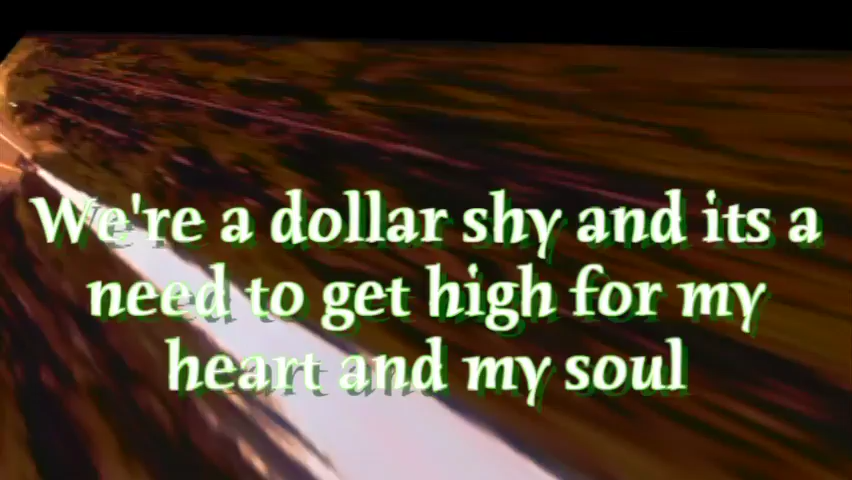 We're a dollar shy and its a
need to get high for my
heart and my soul